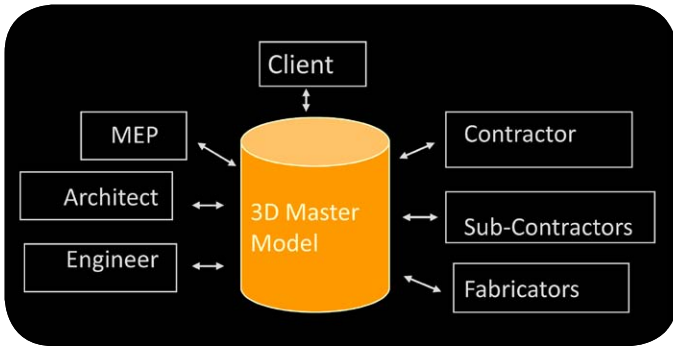 Client
MEP
Architect
Engineer
3D Master
Model
Contractor
Sub-Contractors
Fabricators